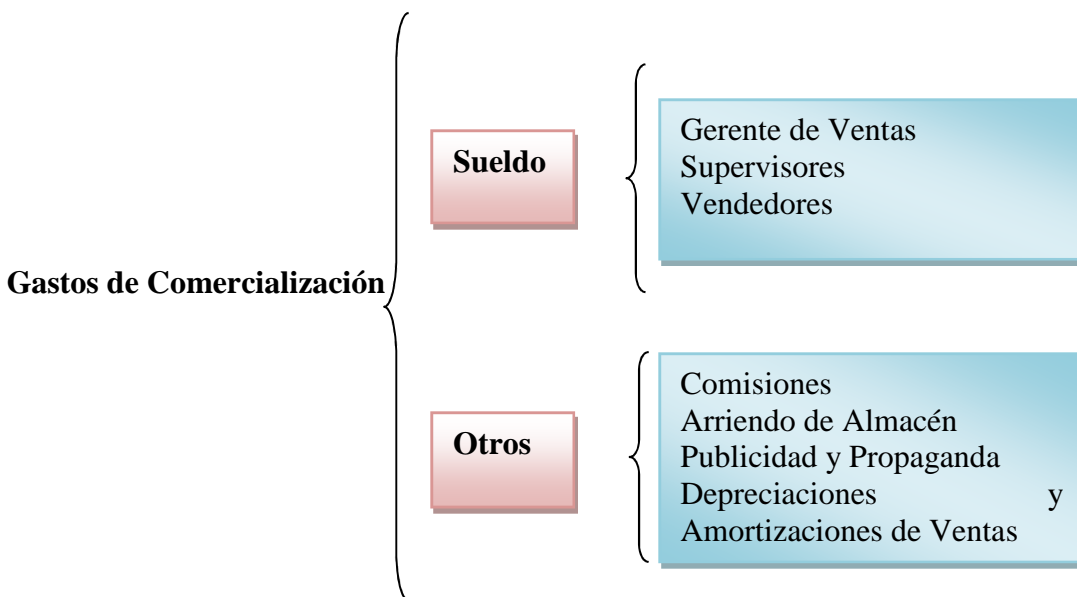 Gastos de Comercialización
Sueldo
Gerente de Ventas
Supervisores
Vendedores
Otros
Comisiones
Arriendo de Almacén
Publicidad y Propaganda
Depreciaciones y
Amortizaciones de Ventas